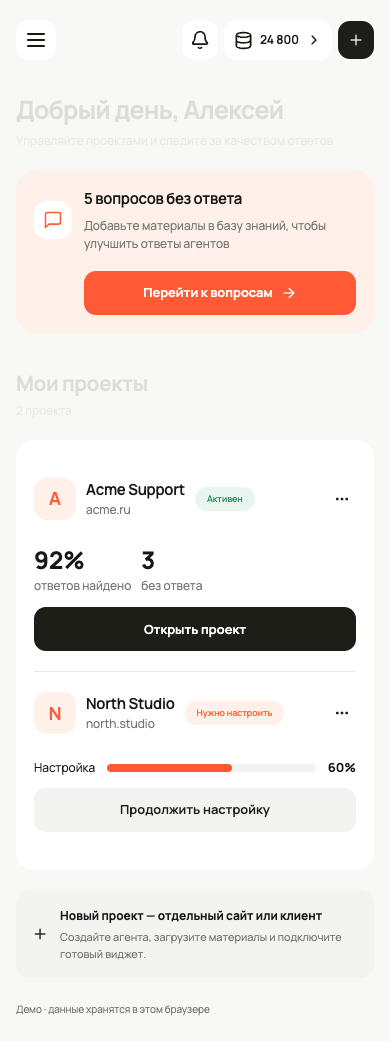 24 800
Добрый день, Алексей
Управляйте проектами и следите за качеством ответов
5 вопросов без ответа
Добавьте материалы в базу знаний, чтобы
улучшить ответы агентов
Перейти к вопросам
Мои проекты
2 проекта
A
Acme Support
acme.ru
Активен
92%
ответов найдено
3
без ответа
Открыть проект
N
North Studio
north.studio
Нужно настроить
Настройка
60%
Продолжить настройку
Новый проект — отдельный сайт или клиент
Создайте агента, загрузите материалы и подключите
готовый виджет.
Демо · данные хранятся в этом браузере